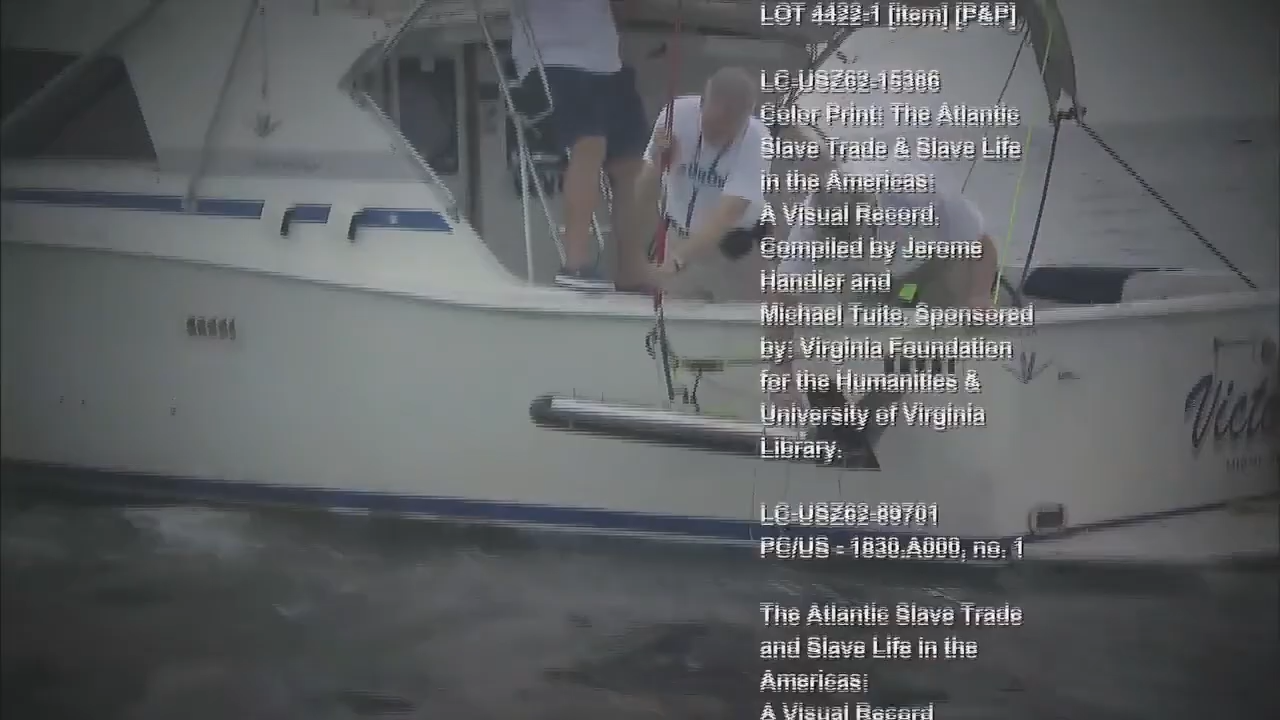 LOT 4422-1 [item] [P&P]
LC-USZ62-15386
Color Print: The Atlantic
Slave Trade & Slave Life
in the Americas:
A Visual Record.
Compiled by Jerome
Handler and
Michael Tuite. Sponsored
by: Virginia Foundation
for the Humanities &
University of Virginia
Library.
LC-USZ62-89701
PC/US - 1830.A000, no. 1
The Atlantic Slave Trade
and Slave Life in the
Americas:
A Visual Record